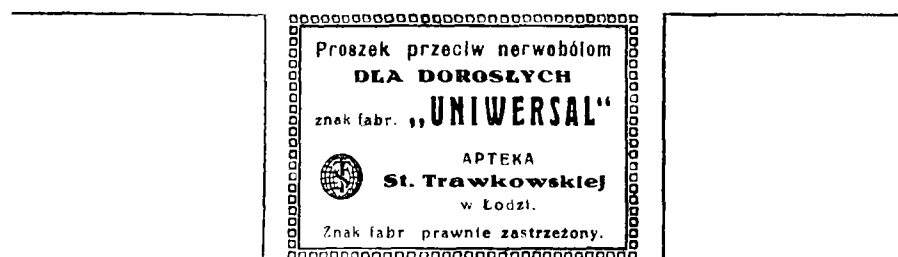 Proszek przeciw nerwobólom
DLA DOROSŁYCH
znak fabr. „UNIWERSAL“
APTEKA
St. Trawkowskiej
w Łodzi.
Znak fabr prawnie zastrzeżony.